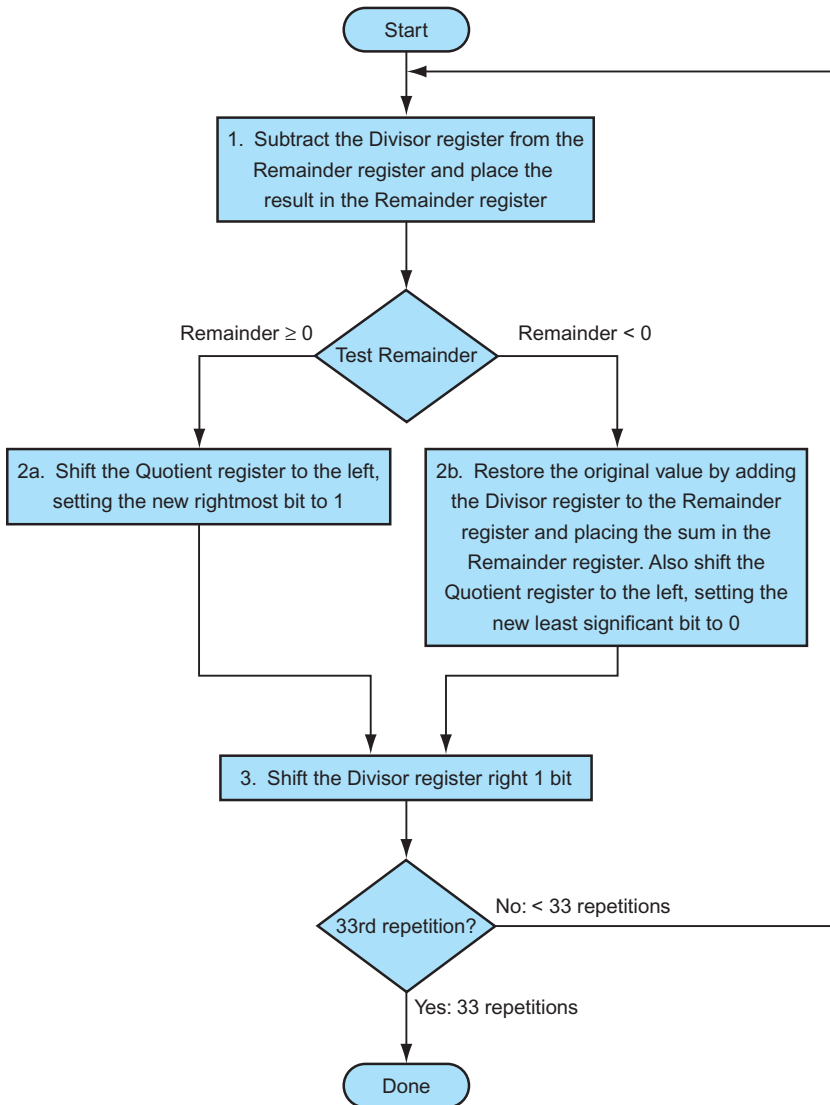 Start
1. Subtract the Divisor register from the
Remainder register and place the
result in the Remainder register
Remainder ≥ 0
Remainder < 0
Test Remainder
2a. Shift the Quotient register to the left,
setting the new rightmost bit to 1
2b. Restore the original value by adding
the Divisor register to the Remainder
register and placing the sum in the
Remainder register. Also shift the
Quotient register to the left, setting the
new least significant bit to 0
3. Shift the Divisor register right 1 bit
33rd repetition?
No: < 33 repetitions
Yes: 33 repetitions
Done